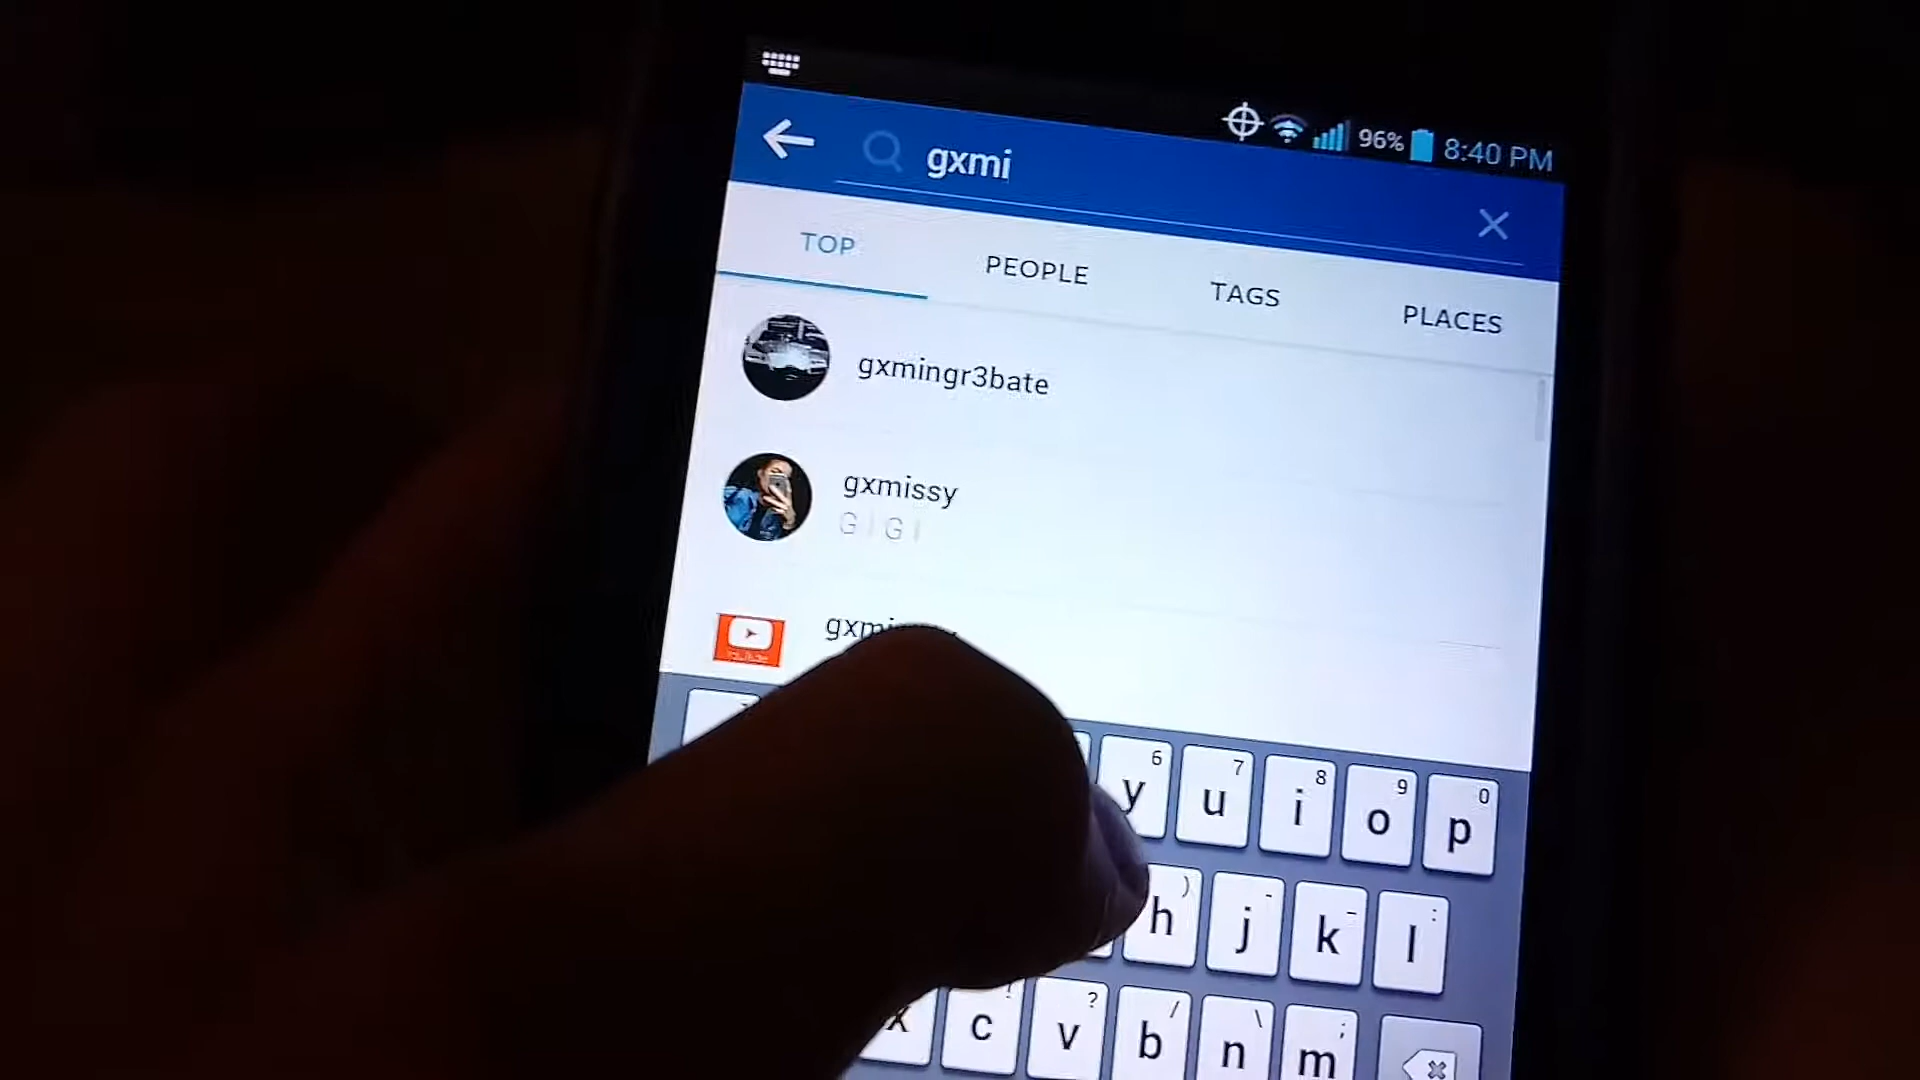 96% 8:40 PM
gxmi
TOP PEOPLE TAGS PLACES
gxmingr3bate
gxmissy
G I G I
6 7 8 9 0
y u i o p
) - _ :
h j k l
! ? / \ ;
x c v b n m